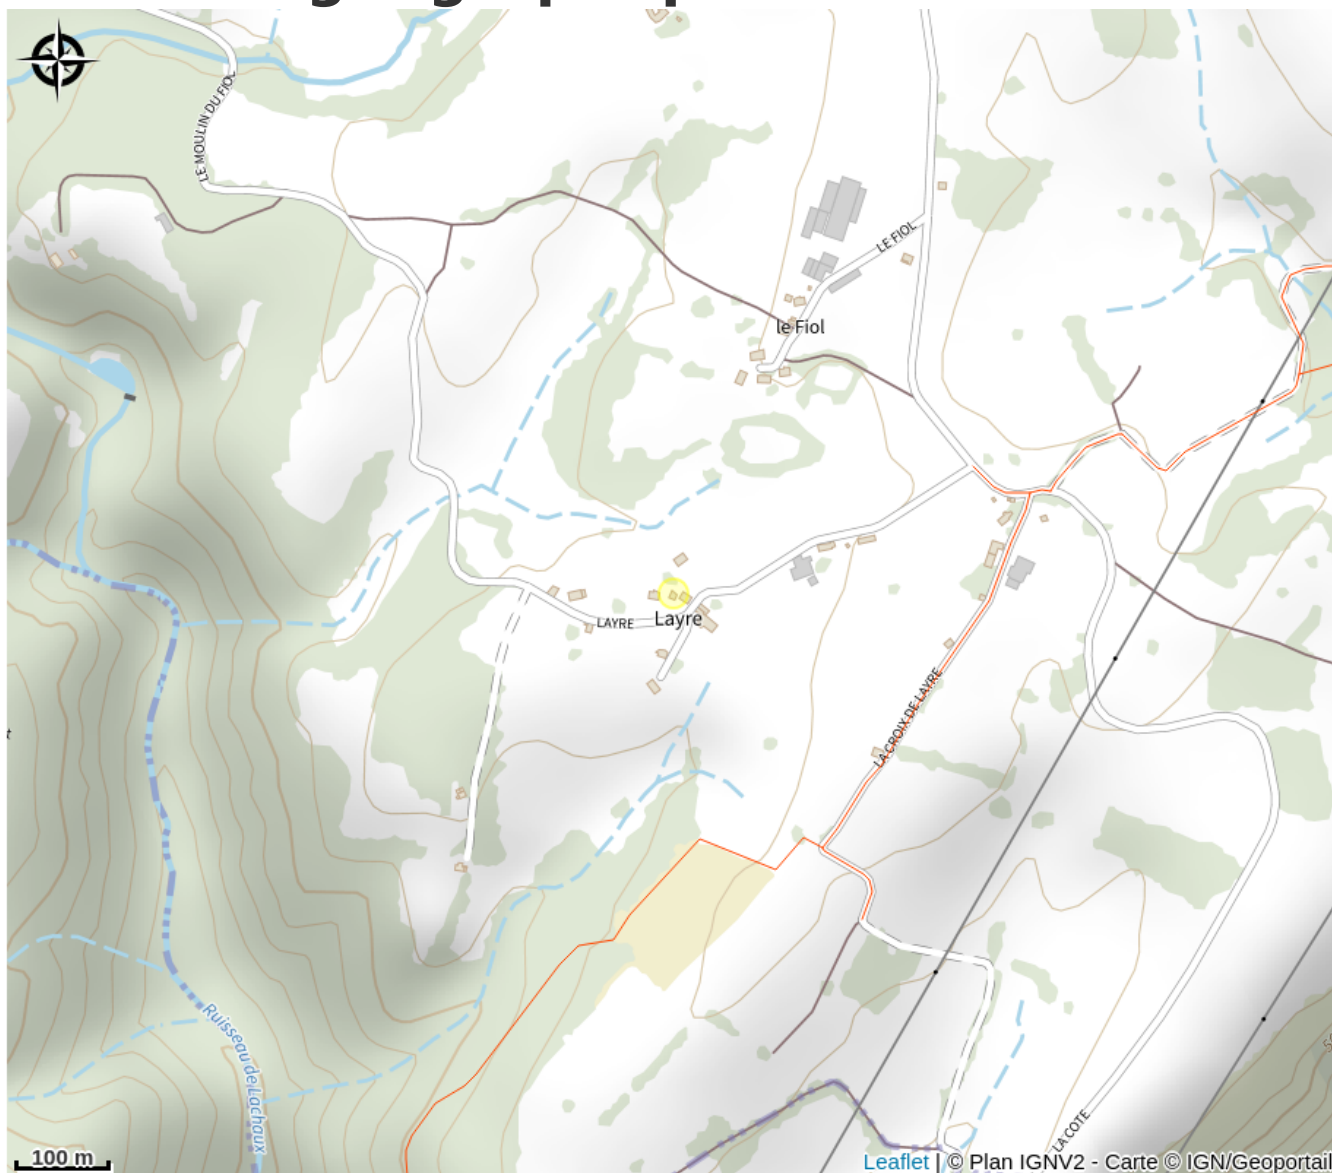 LE MOULIN DU FIOL
LE FIOL
le Fiol
LAYRE
Layre
LA CROIX DE LAYRE
Ruisseau de Lachaux
LA COTE
100 m
Leaflet | © Plan IGNV2 - Carte © IGN/Geoportail